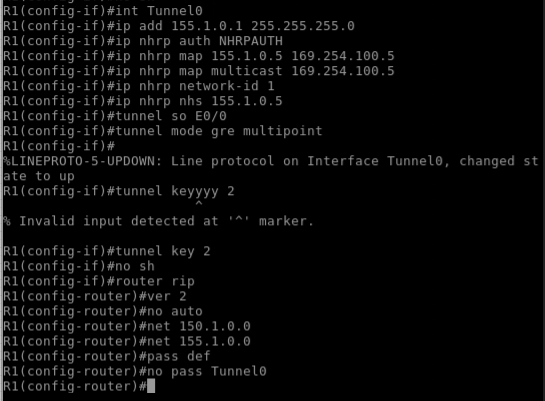 R1(config-if)#int Tunnel0
R1(config-if)#ip add 155.1.0.1 255.255.255.0
R1(config-if)#ip nhrp auth NHRPAUTH
R1(config-if)#ip nhrp map 155.1.0.5 169.254.100.5
R1(config-if)#ip nhrp map multicast 169.254.100.5
R1(config-if)#ip nhrp network-id 1
R1(config-if)#ip nhrp nhs 155.1.0.5
R1(config-if)#tunnel so E0/0
R1(config-if)#tunnel mode gre multipoint
R1(config-if)#
%LINEPROTO-5-UPDOWN: Line protocol on Interface Tunnel0, changed st
ate to up
R1(config-if)#tunnel keyyyy 2
^
% Invalid input detected at '^' marker.
R1(config-if)#tunnel key 2
R1(config-if)#no sh
R1(config-if)#router rip
R1(config-router)#ver 2
R1(config-router)#no auto
R1(config-router)#net 150.1.0.0
R1(config-router)#net 155.1.0.0
R1(config-router)#pass def
R1(config-router)#no pass Tunnel0
R1(config-router)#